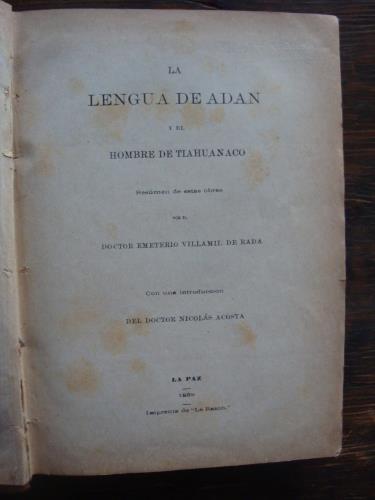 LA
LENGUA DE ADAN
Y EL
HOMBRE DE TIAHUANACO
Resúmen de estas obras
POR EL
DOCTOR EMETERIO VILLAMIL DE RADA
Con una introduccion
DEL DOCTOR NICOLÁS ACOSTA
LA PAZ
Imprenta de "La Razon."